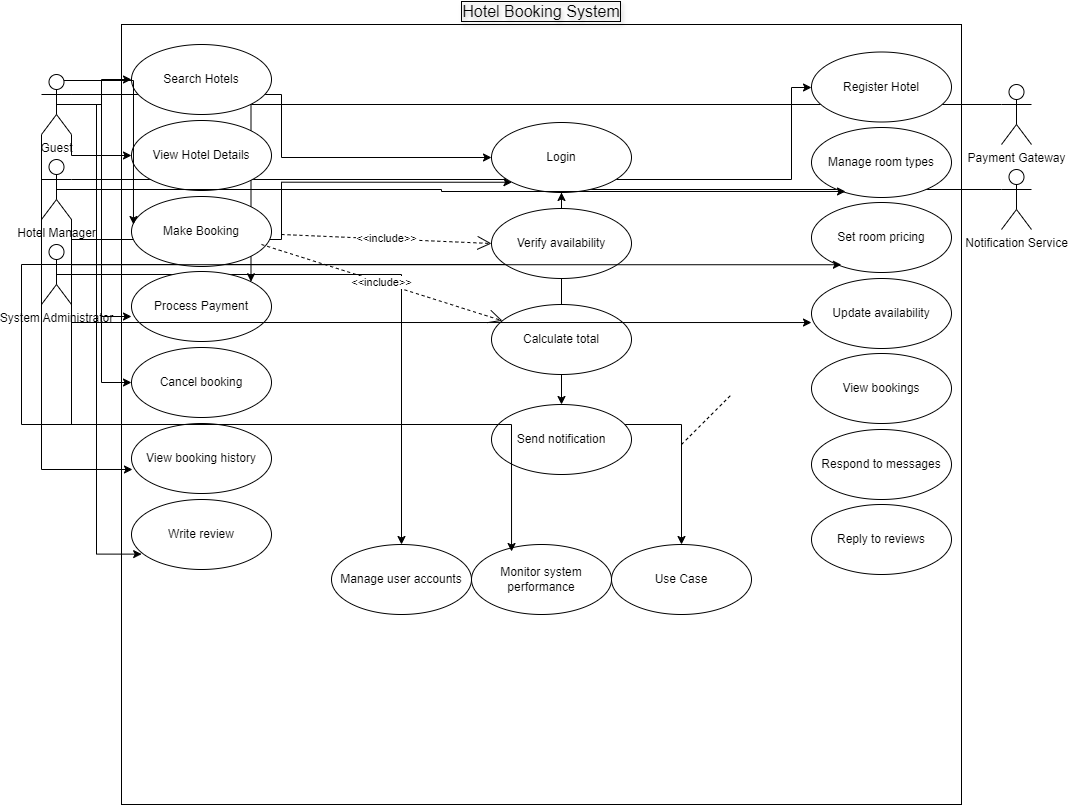 Hotel Booking System
Search Hotels
Register Hotel
Guest
View Hotel Details
Login
Manage room types
Payment Gateway
Hotel Manager
Make Booking
<<include>>
Verify availability
Set room pricing
Notification Service
<<include>>
System Administrator
Process Payment
Calculate total
Update availability
Cancel booking
View bookings
View booking history
Send notification
Respond to messages
Write review
Reply to reviews
Manage user accounts
Monitor system
performance
Use Case